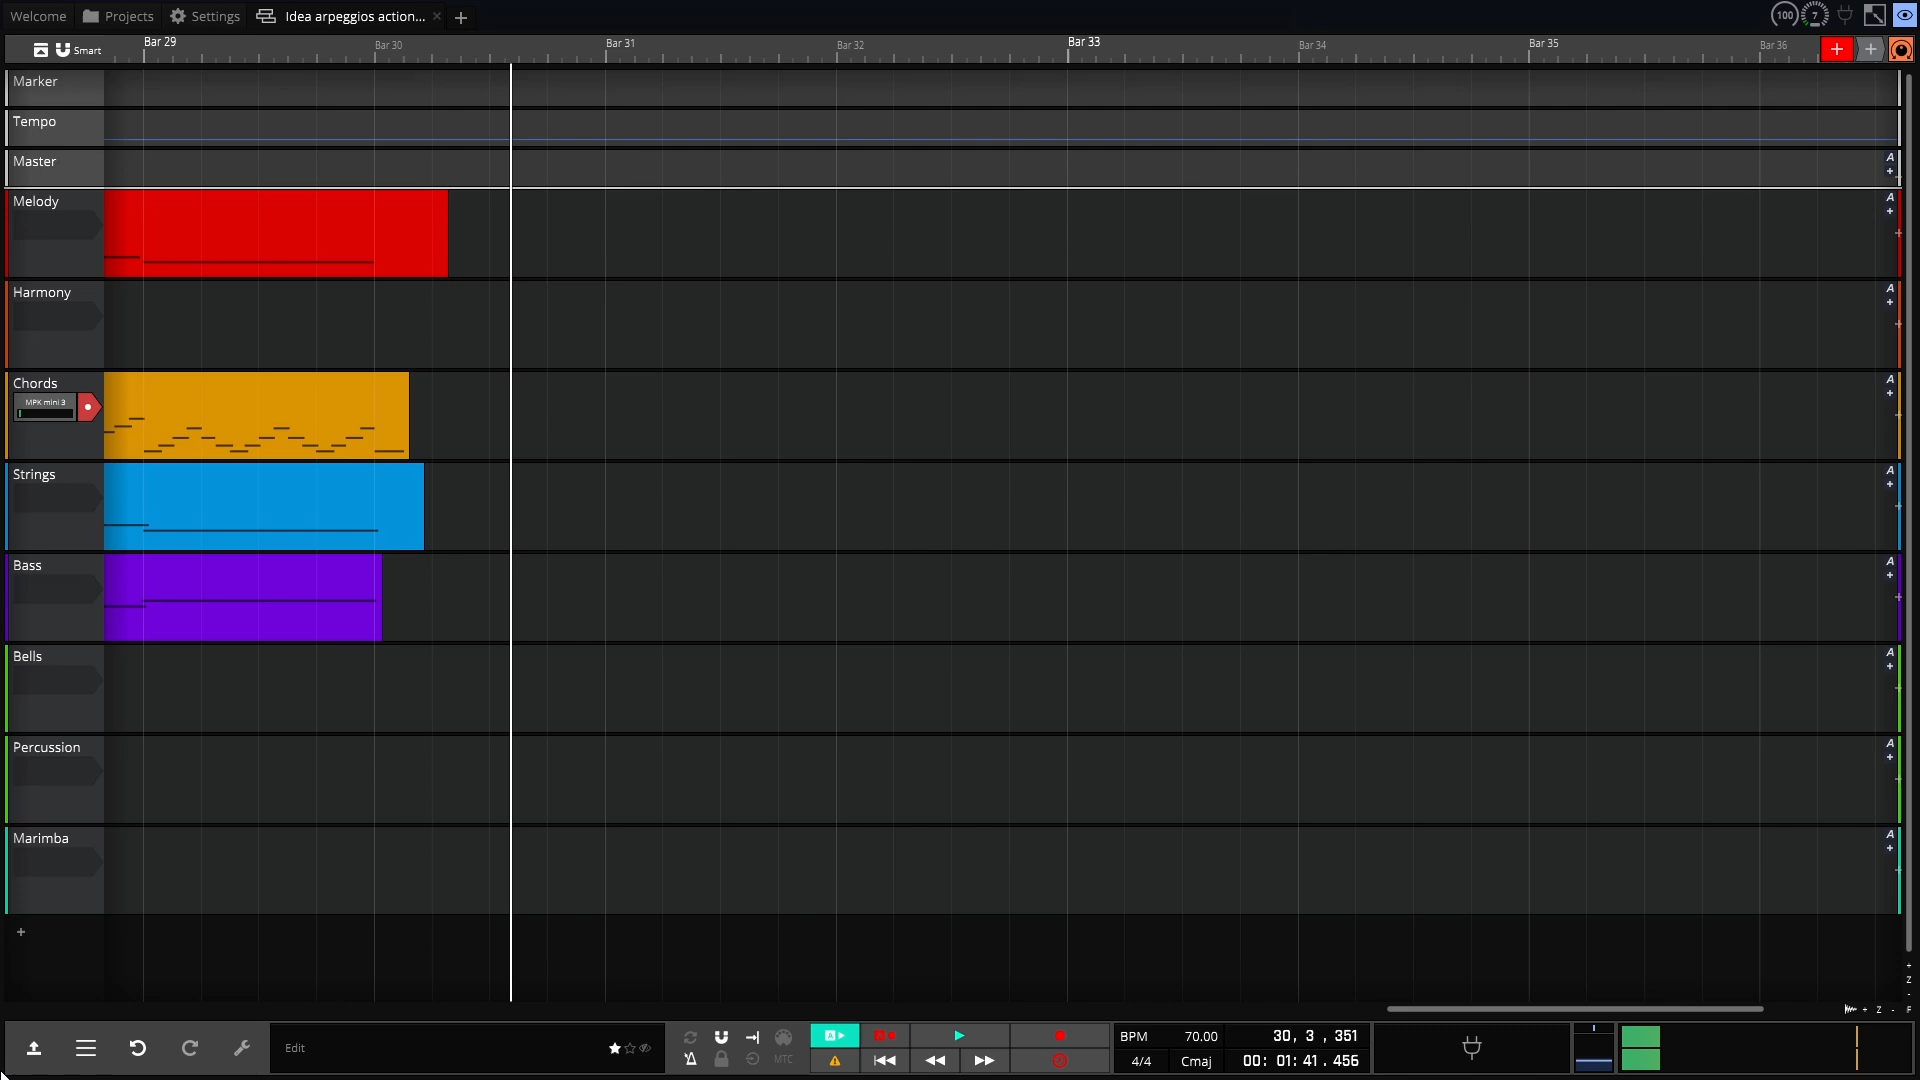 Welcome
Projects
Settings
Idea arpeggios action...
100
7
Smart
Bar 29
Bar 30
Bar 31
Bar 32
Bar 33
Bar 34
Bar 35
Bar 36
Marker
Tempo
Master
A
Melody
A
Harmony
A
Chords
A
MPK mini 3
Strings
A
Bass
A
Bells
A
Percussion
A
Marimba
A
Z
Z
F
Edit
MTC
A
BPM 70.00
30, 3 , 351
4/4 Cmaj
00: 01: 41 . 456